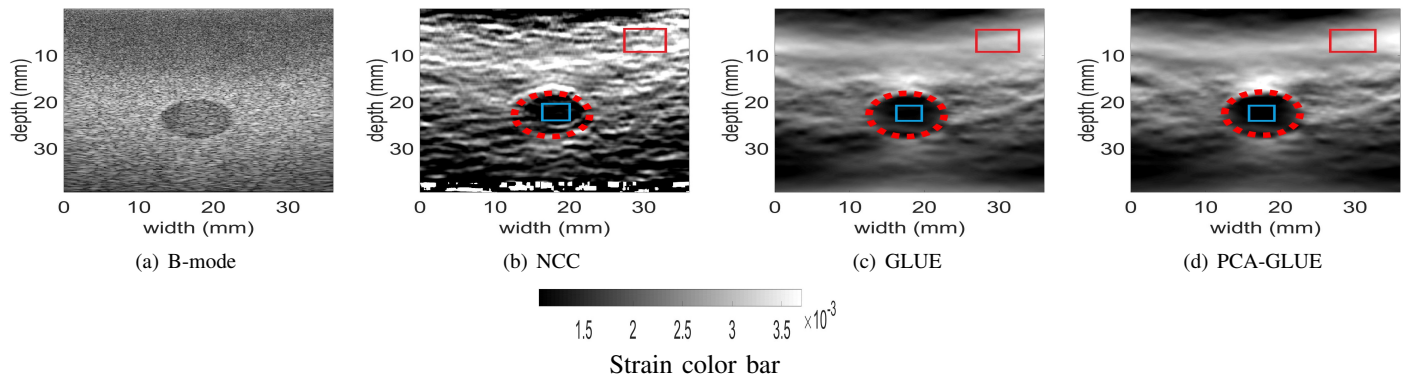 depth (mm)
10
20
30
0 10 20 30
width (mm)
(a) B-mode
depth (mm)
10
20
30
0 10 20 30
width (mm)
(b) NCC
depth (mm)
10
20
30
0 10 20 30
width (mm)
(c) GLUE
depth (mm)
10
20
30
0 10 20 30
width (mm)
(d) PCA-GLUE
1.5 2 2.5 3 3.5 ×10⁻³
Strain color bar